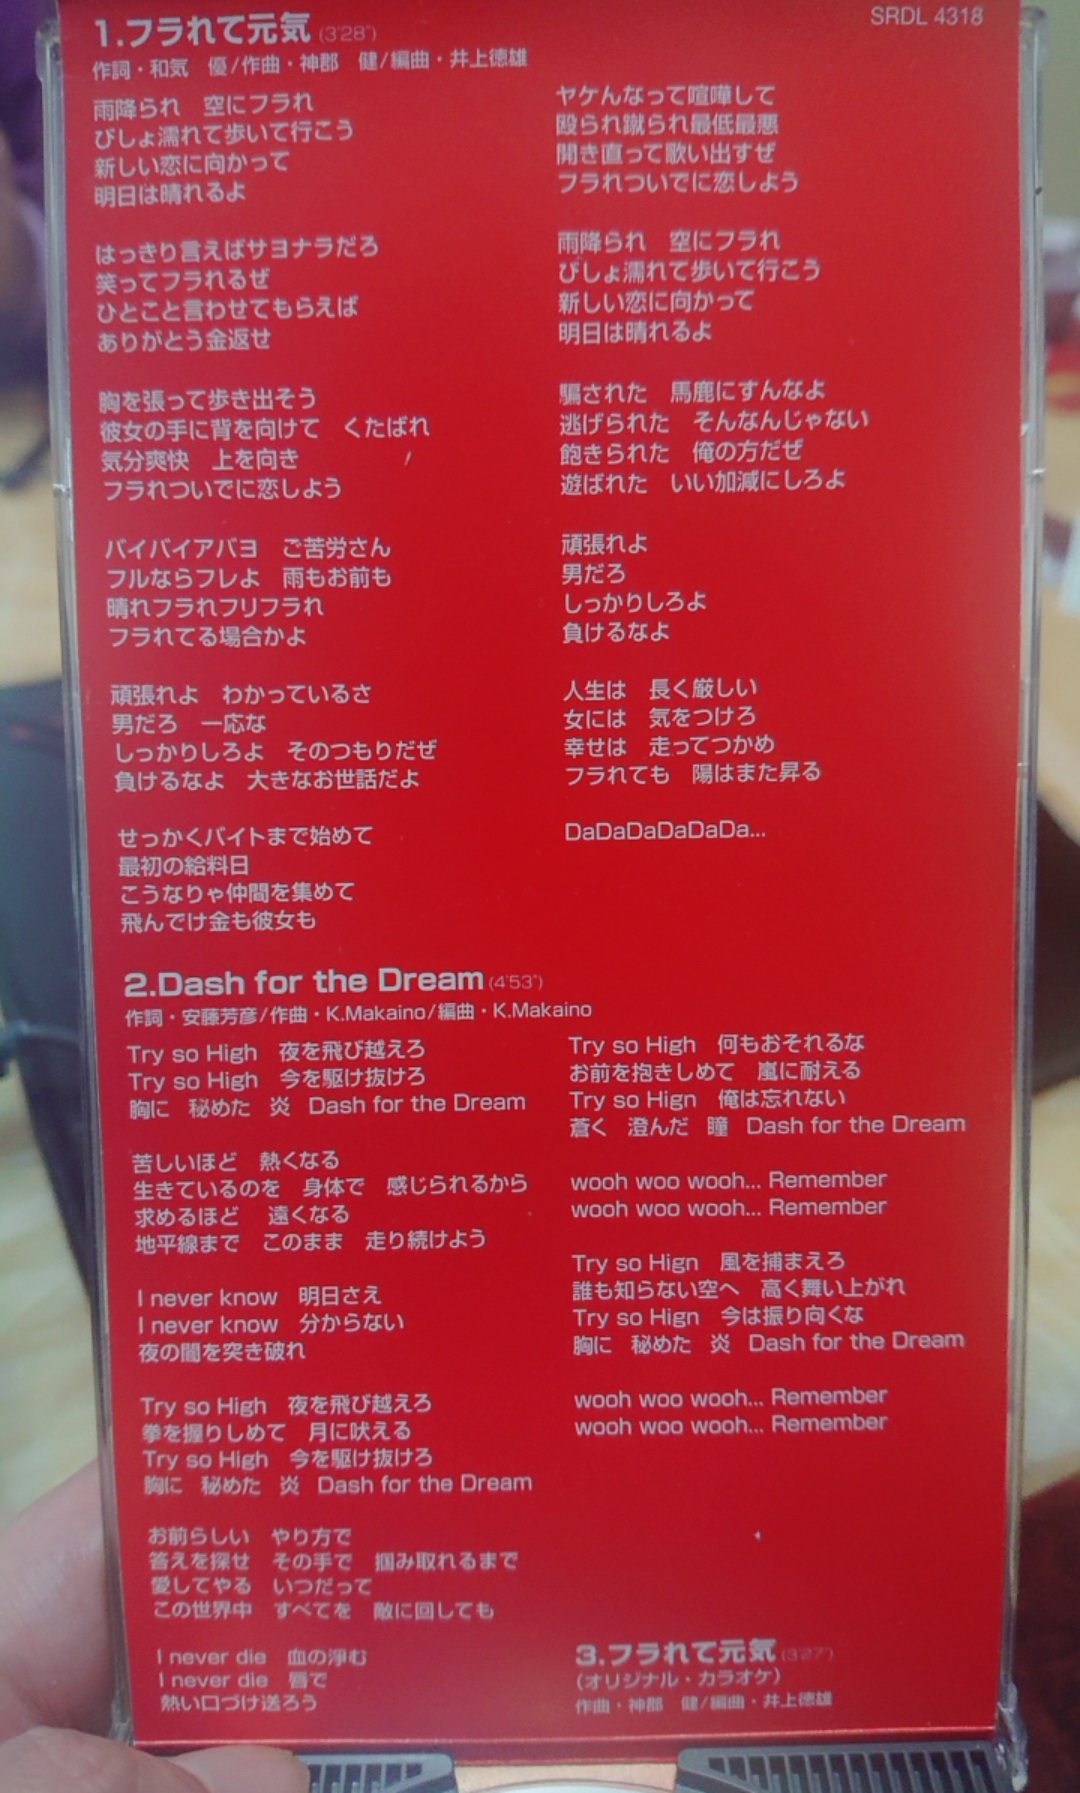 SRDL 4318
1.フラれて元気 (3'28")
作詞・和気 優/作曲・神郡 健/編曲・井上徳雄
雨降られ 空にフラれ
びしょ濡れて歩いて行こう
新しい恋に向かって
明日は晴れるよ
はっきり言えばサヨナラだろ
笑ってフラれるぜ
ひとこと言わせてもらえば
ありがとう金返せ
胸を張って歩き出そう
彼女の手に背を向けて くたばれ
気分爽快 上を向き
フラれついでに恋しよう
バイバイアバヨ ご苦労さん
フルならフレよ 雨もお前も
晴れフラれフリフラれ
フラれてる場合かよ
頑張れよ わかっているさ
男だろ 一応な
しっかりしろよ そのつもりだぜ
負けるなよ 大きなお世話だよ
せっかくバイトまで始めて
最初の給料日
こうなりゃ仲間を集めて
飛んでけ金も彼女も
ヤケんなって喧嘩して
殴られ蹴られ最低最悪
開き直って歌い出すぜ
フラれついでに恋しよう
雨降られ 空にフラれ
びしょ濡れて歩いて行こう
新しい恋に向かって
明日は晴れるよ
騙された 馬鹿にすんなよ
逃げられた そんなんじゃない
飽きられた 俺の方だぜ
遊ばれた いい加減にしろよ
頑張れよ
男だろ
しっかりしろよ
負けるなよ
人生は 長く厳しい
女には 気をつけろ
幸せは 走ってつかめ
フラれても 陽はまた昇る
DaDaDaDaDaDa...
2.Dash for the Dream (4'53")
作詞・安藤芳彦/作曲・K.Makaino/編曲・K.Makaino
Try so High 夜を飛び越えろ
Try so High 今を駆け抜けろ
胸に 秘めた 炎 Dash for the Dream
苦しいほど 熱くなる
生きているのを 身体で 感じられるから
求めるほど 遠くなる
地平線まで このまま 走り続けよう
I never know 明日さえ
I never know 分からない
夜の闇を突き破れ
Try so High 夜を飛び越えろ
拳を握りしめて 月に吠える
Try so High 今を駆け抜けろ
胸に 秘めた 炎 Dash for the Dream
お前らしい やり方で
答えを探せ その手で 掴み取れるまで
愛してやる いつだって
この世界中 すべてを 敵に回しても
I never die 血の滲む
I never die 唇で
熱い口づけ送ろう
Try so High 何もおそれるな
お前を抱きしめて 嵐に耐える
Try so Hign 俺は忘れない
蒼く 澄んだ 瞳 Dash for the Dream
wooh woo wooh... Remember
wooh woo wooh... Remember
Try so Hign 風を捕まえろ
誰も知らない空へ 高く舞い上がれ
Try so Hign 今は振り向くな
胸に 秘めた 炎 Dash for the Dream
wooh woo wooh... Remember
wooh woo wooh... Remember
3.フラれて元気 (3'27")
(オリジナル・カラオケ)
作曲・神郡 健/編曲・井上徳雄